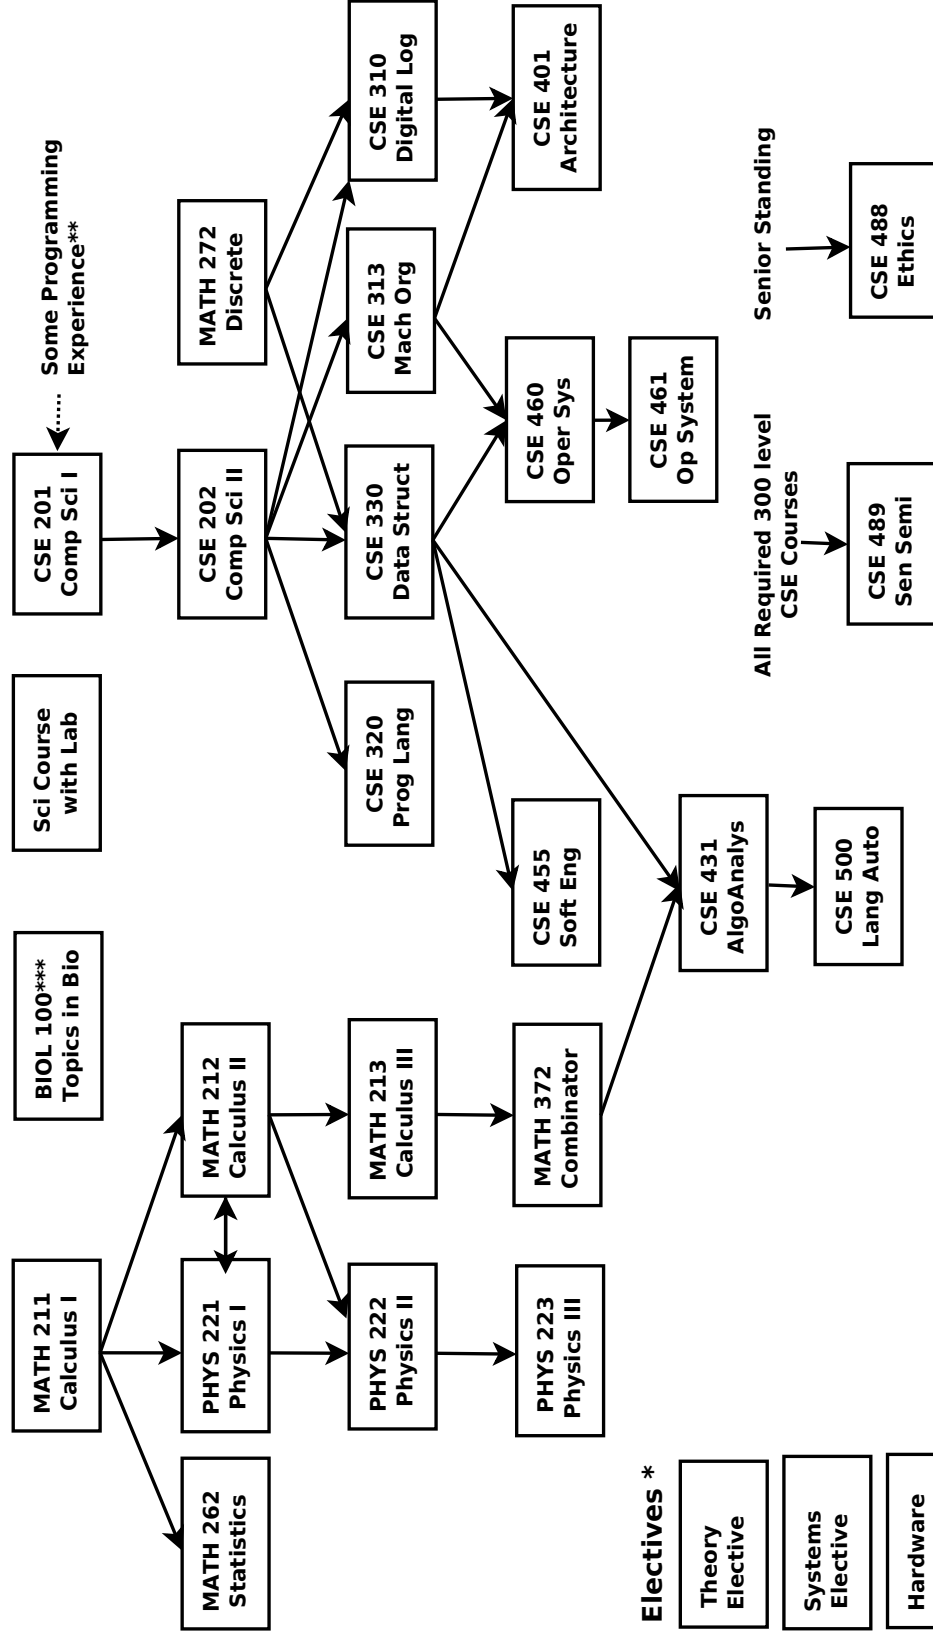 MATH 211
Calculus I
BIOL 100***
Topics in Bio
Sci Course
with Lab
CSE 201
Comp Sci I
Some Programming
Experience**
MATH 262
Statistics
PHYS 221
Physics I
MATH 212
Calculus II
CSE 202
Comp Sci II
MATH 272
Discrete
PHYS 222
Physics II
MATH 213
Calculus III
CSE 320
Prog Lang
CSE 330
Data Struct
CSE 313
Mach Org
CSE 310
Digital Log
PHYS 223
Physics III
MATH 372
Combinator
CSE 455
Soft Eng
CSE 460
Oper Sys
CSE 401
Architecture
CSE 461
Op System
Electives *
Theory
Elective
CSE 431
AlgoAnalys
All Required 300 level
CSE Courses
Senior Standing
Systems
Elective
CSE 500
Lang Auto
CSE 489
Sen Semi
CSE 488
Ethics
Hardware